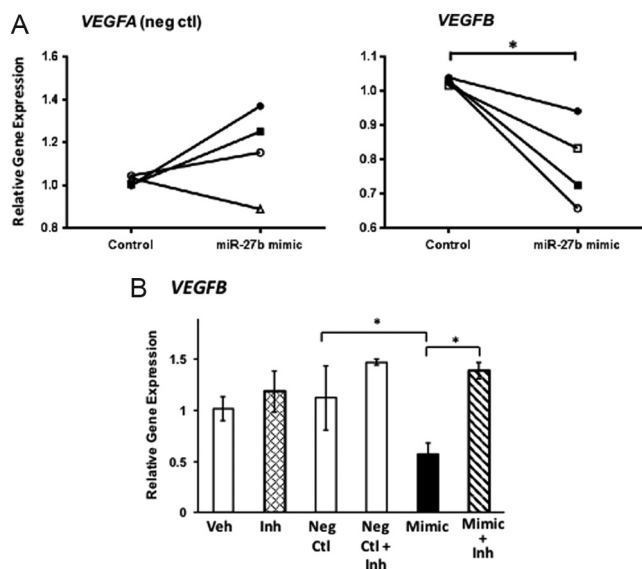 A
VEGFA (neg ctl)
Relative Gene Expression
1.6
1.4
1.2
1.0
0.8
Control
miR-27b mimic
VEGFB
*
1.1
1.0
0.9
0.8
0.7
0.6
Control
miR-27b mimic
B
VEGFB
Relative Gene Expression
*
*
1.5
1
0.5
0
Veh
Inh
Neg
Ctl
Neg
Ctl +
Inh
Mimic
Mimic
+
Inh